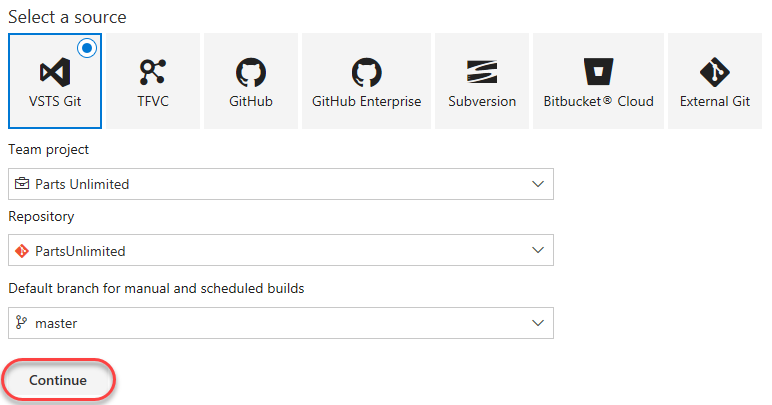 Select a source
VSTS Git TFVC GitHub GitHub Enterprise Subversion Bitbucket® Cloud External Git
Team project
Parts Unlimited
Repository
PartsUnlimited
Default branch for manual and scheduled builds
master
Continue